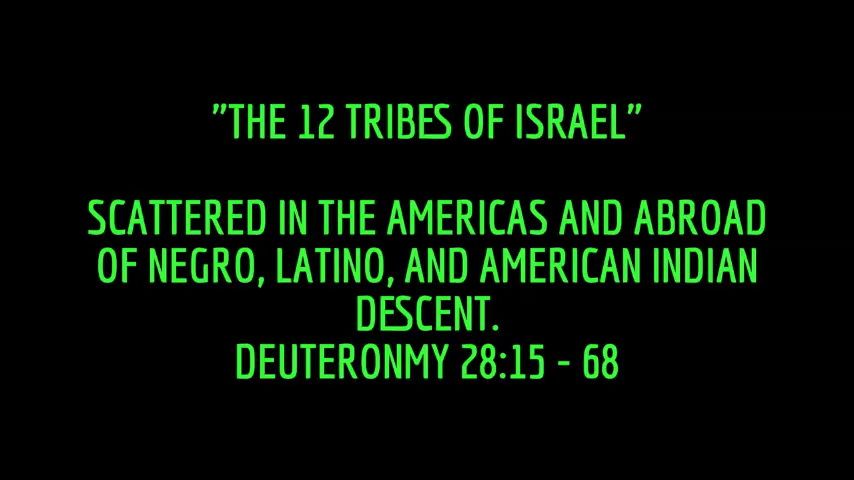 "THE 12 TRIBES OF ISRAEL"
SCATTERED IN THE AMERICAS AND ABROAD
OF NEGRO, LATINO, AND AMERICAN INDIAN
DESCENT.
DEUTERONMY 28:15 - 68